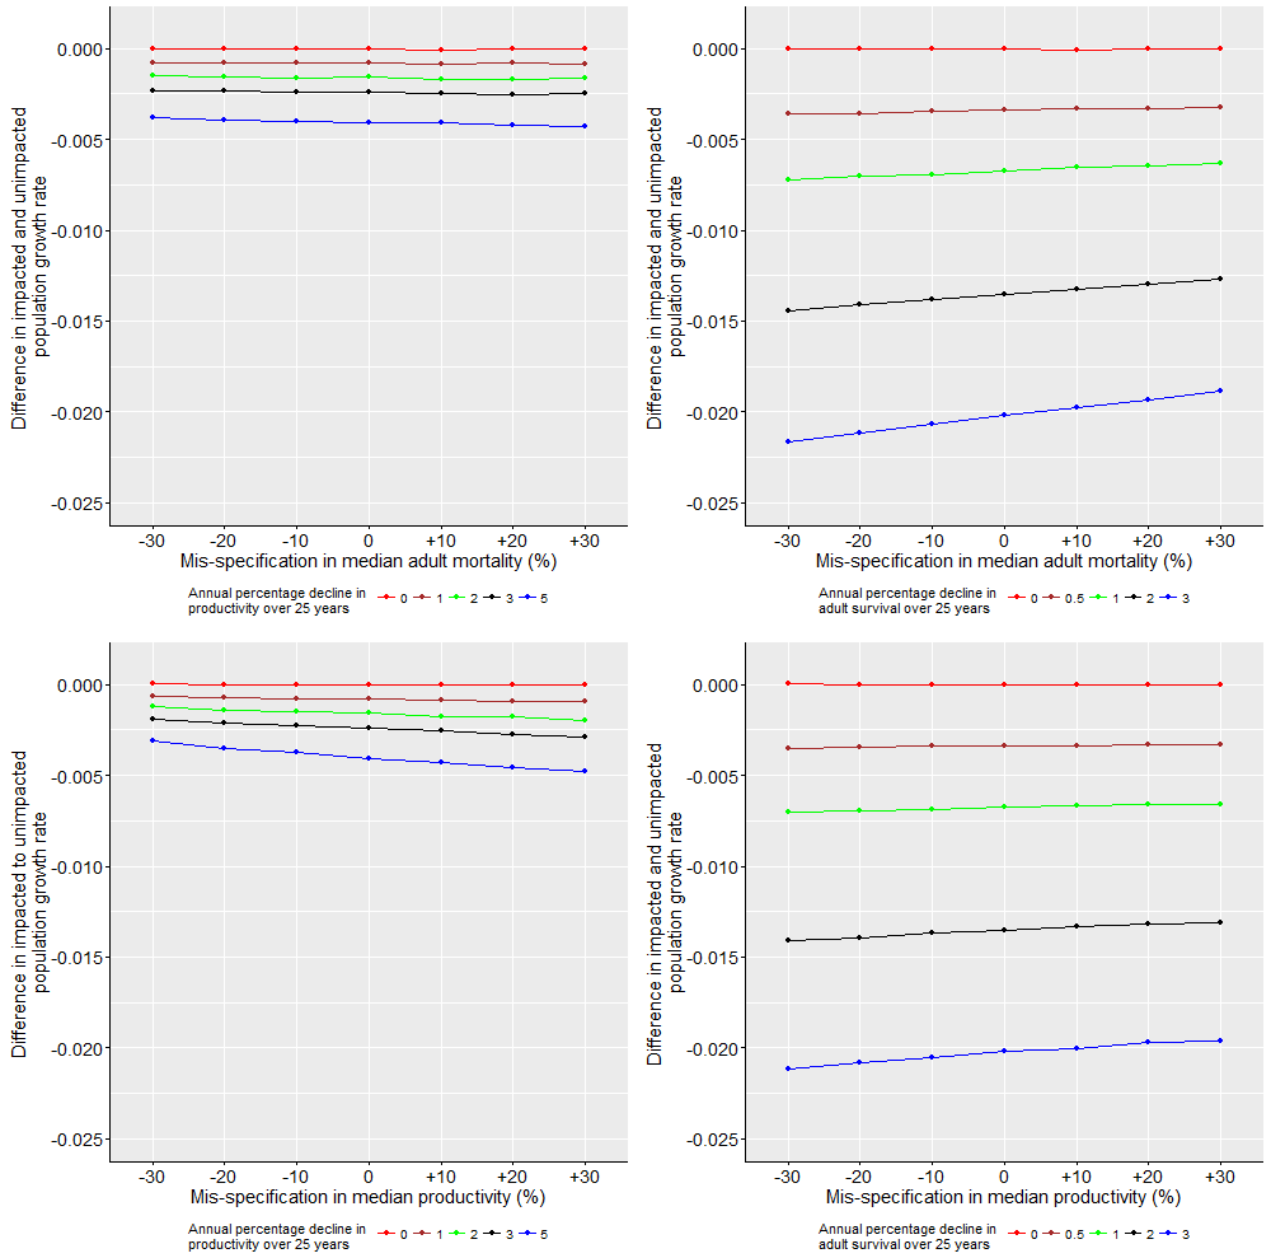 0.000
-0.005
-0.010
-0.015
-0.020
-0.025
Difference in impacted and unimpacted
population growth rate
-30 -20 -10 0 +10 +20 +30
Mis-specification in median adult mortality (%)
Annual percentage decline in
productivity over 25 years
0 1 2 3 5
0.000
-0.005
-0.010
-0.015
-0.020
-0.025
Difference in impacted and unimpacted
population growth rate
-30 -20 -10 0 +10 +20 +30
Mis-specification in median adult mortality (%)
Annual percentage decline in
adult survival over 25 years
0 0.5 1 2 3
0.000
-0.005
-0.010
-0.015
-0.020
-0.025
Difference in impacted to unimpacted
population growth rate
-30 -20 -10 0 +10 +20 +30
Mis-specification in median productivity (%)
Annual percentage decline in
productivity over 25 years
0 1 2 3 5
0.000
-0.005
-0.010
-0.015
-0.020
-0.025
Difference in impacted and unimpacted
population growth rate
-30 -20 -10 0 +10 +20 +30
Mis-specification in median productivity (%)
Annual percentage decline in
adult survival over 25 years
0 0.5 1 2 3